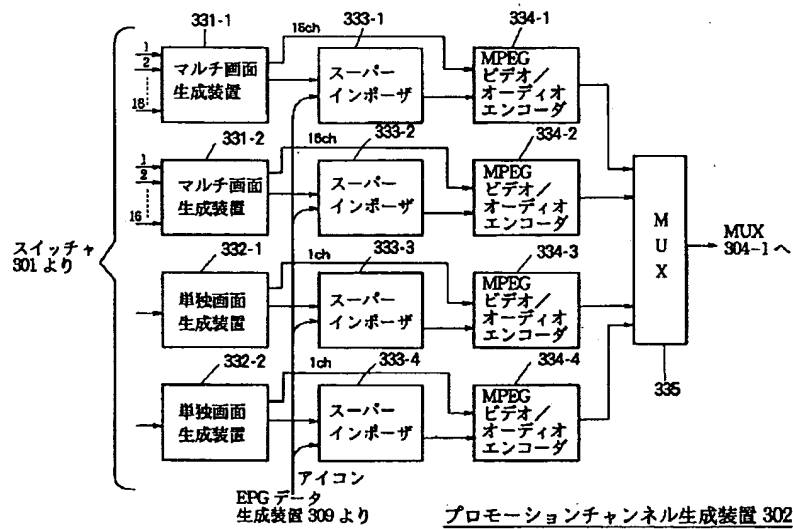 331-1
333-1
334-1
16ch
1
2
16
マルチ画面
生成装置
スーパー
インポーザ
MPEG
ビデオ／
オーディオ
エンコーダ
331-2
333-2
334-2
16ch
1
2
16
マルチ画面
生成装置
スーパー
インポーザ
MPEG
ビデオ／
オーディオ
エンコーダ
スイッチャ
301 より
332-1
333-3
334-3
1ch
単独画面
生成装置
スーパー
インポーザ
MPEG
ビデオ／
オーディオ
エンコーダ
332-2
333-4
334-4
1ch
単独画面
生成装置
スーパー
インポーザ
MPEG
ビデオ／
オーディオ
エンコーダ
MUX
335
MUX
304-1 へ
アイコン
EPG データ
生成装置 309 より
プロモーションチャンネル生成装置 302